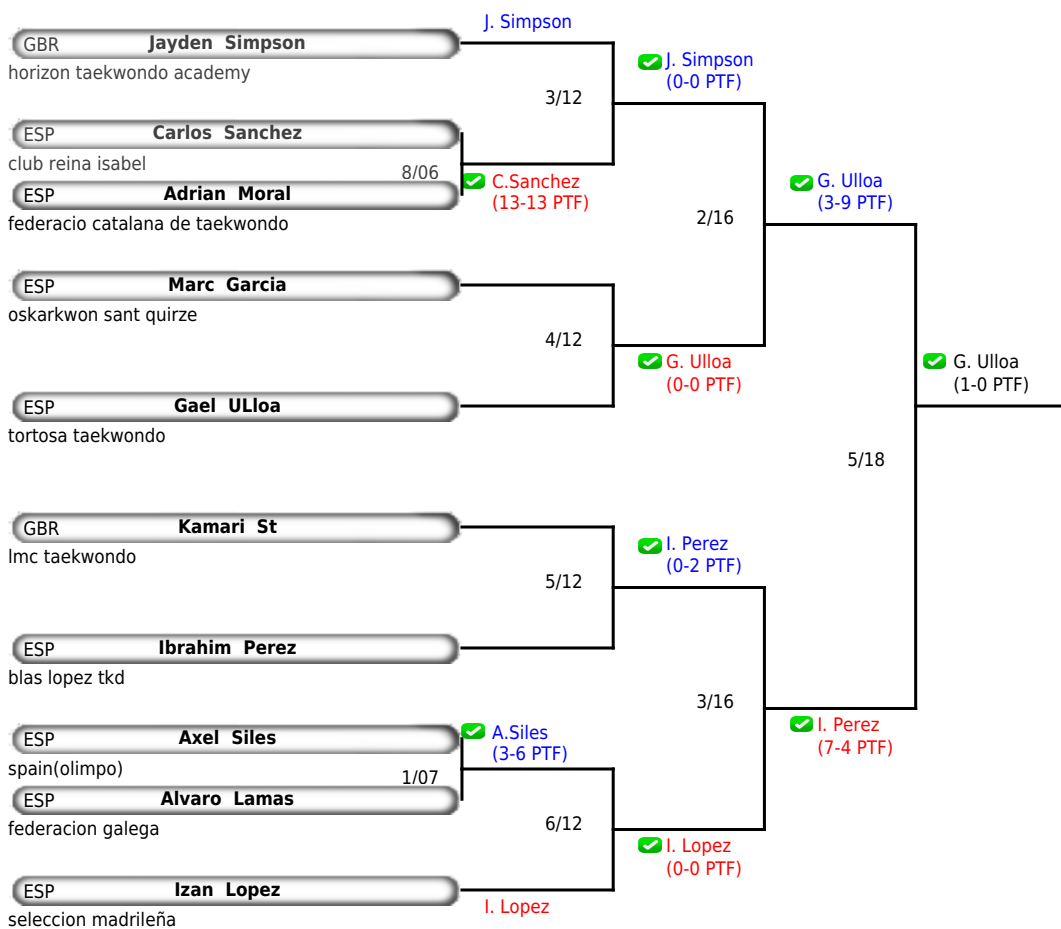 J. Simpson
GBR Jayden Simpson
horizon taekwondo academy
J. Simpson
(0-0 PTF)
3/12
ESP Carlos Sanchez
club reina isabel
8/06
C.Sanchez
(13-13 PTF)
ESP Adrian Moral
federacio catalana de taekwondo
G. Ulloa
(3-9 PTF)
2/16
ESP Marc Garcia
oskarkwon sant quirze
4/12
G. Ulloa
(0-0 PTF)
G. Ulloa
(1-0 PTF)
ESP Gael ULloa
tortosa taekwondo
5/18
GBR Kamari St
lmc taekwondo
I. Perez
(0-2 PTF)
5/12
ESP Ibrahim Perez
blas lopez tkd
3/16
I. Perez
(7-4 PTF)
ESP Axel Siles
spain(olimpo)
A.Siles
(3-6 PTF)
1/07
ESP Alvaro Lamas
federacion galega
6/12
I. Lopez
(0-0 PTF)
ESP Izan Lopez
seleccion madrileña
I. Lopez